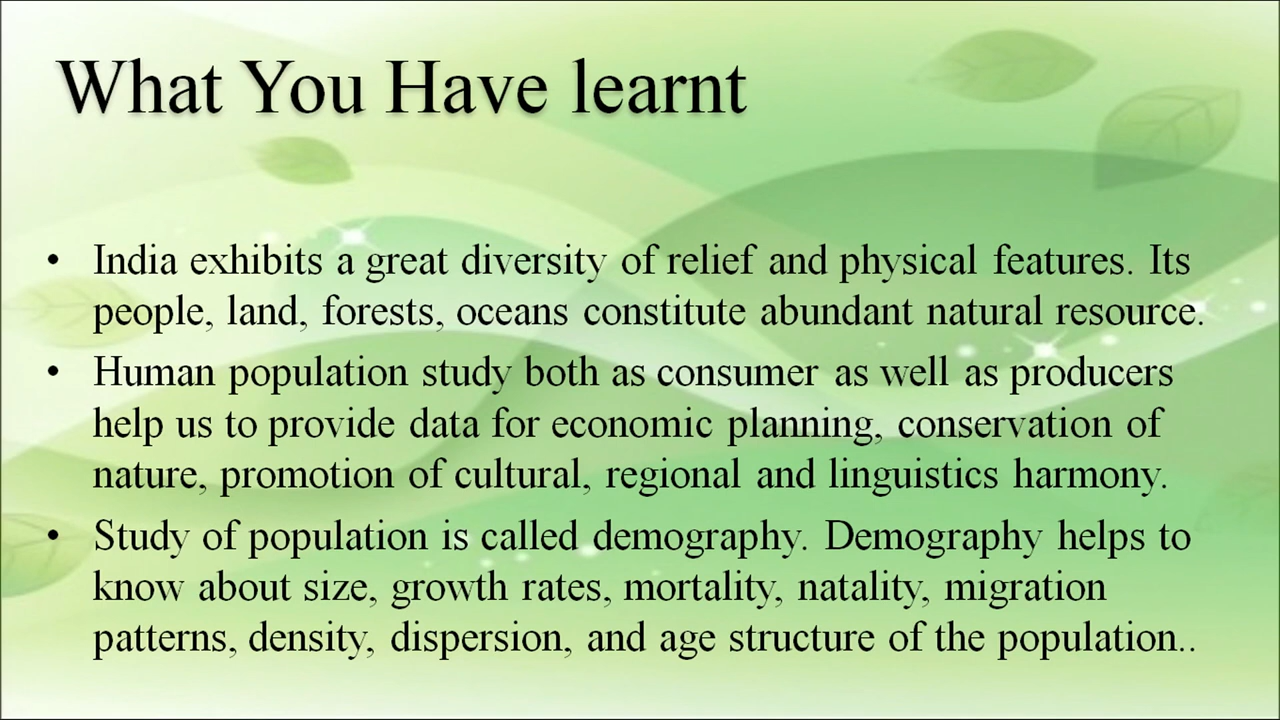 What You Have learnt
• India exhibits a great diversity of relief and physical features. Its
people, land, forests, oceans constitute abundant natural resource.
• Human population study both as consumer as well as producers
help us to provide data for economic planning, conservation of
nature, promotion of cultural, regional and linguistics harmony.
• Study of population is called demography. Demography helps to
know about size, growth rates, mortality, natality, migration
patterns, density, dispersion, and age structure of the population..